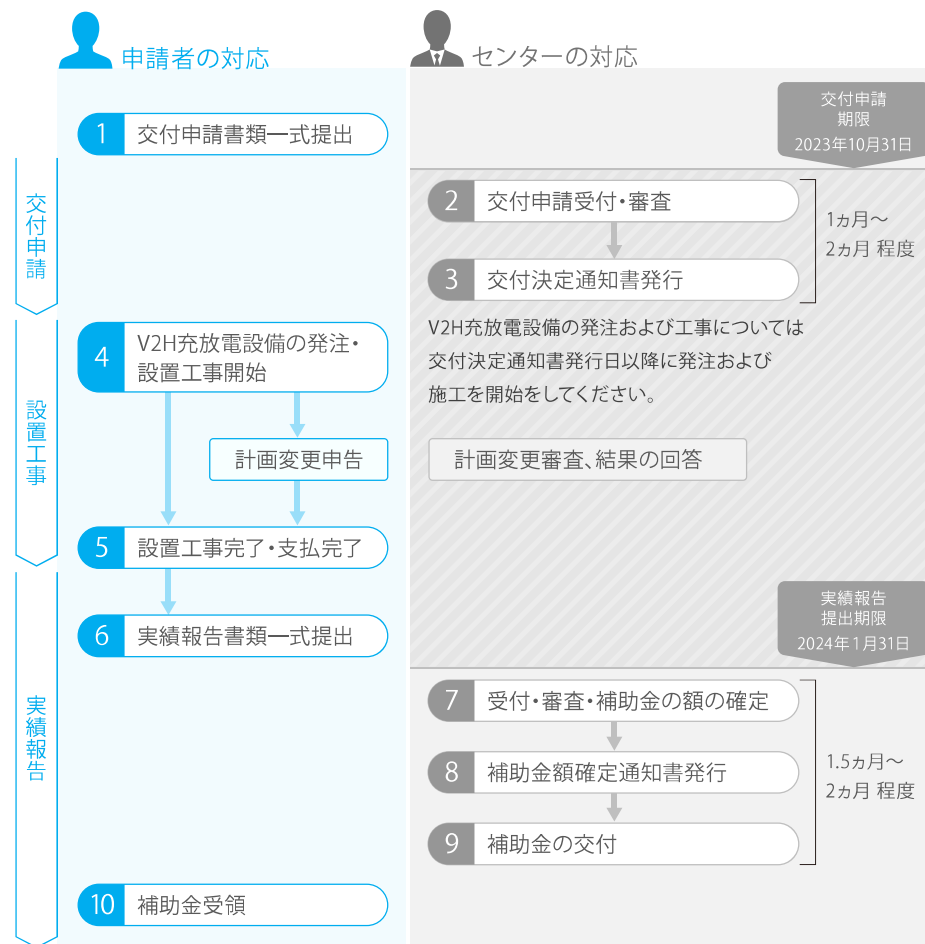 申請者の対応
センターの対応
交付申請
期限
2023年10月31日
1 交付申請書類一式提出
交付申請
2 交付申請受付・審査
1ヵ月～
2ヵ月 程度
3 交付決定通知書発行
V2H充放電設備の発注および工事については
交付決定通知書発行日以降に発注および
施工を開始をしてください。
設置工事
4 V2H充放電設備の発注・
設置工事開始
計画変更申告
計画変更審査、結果の回答
5 設置工事完了・支払完了
実績報告
提出期限
2024年1月31日
6 実績報告書類一式提出
実績報告
7 受付・審査・補助金の額の確定
8 補助金額確定通知書発行
1.5ヵ月～
2ヵ月 程度
9 補助金の交付
10 補助金受領